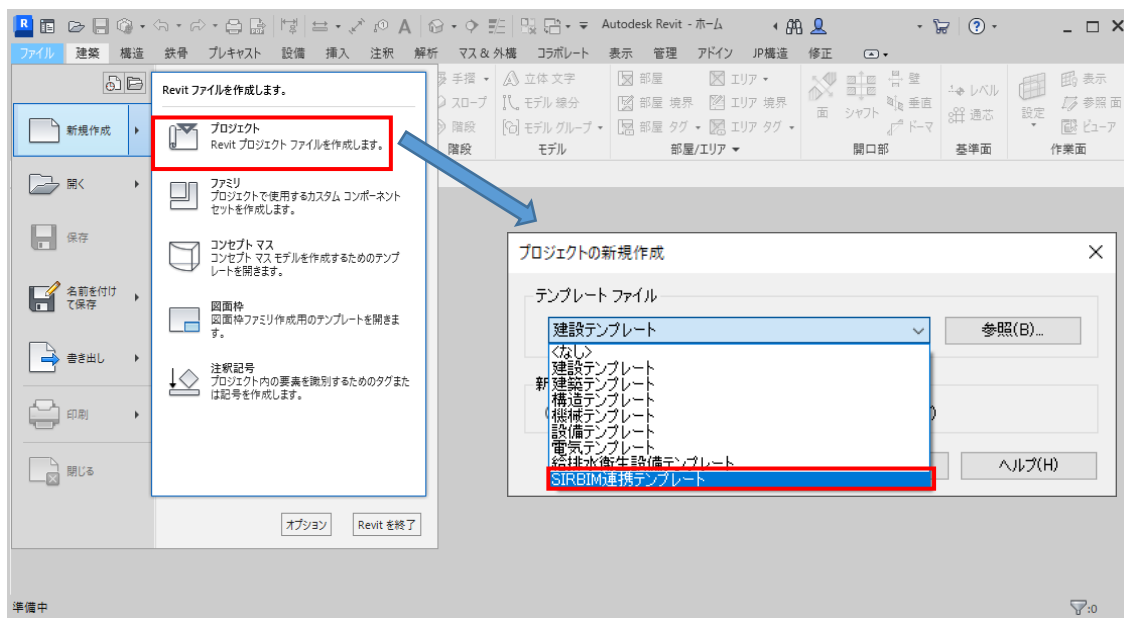 Autodesk Revit - ホーム
ファイル 建築 構造 鉄骨 プレキャスト 設備 挿入 注釈 解析 マス & 外構 コラボレート 表示 管理 アドイン JP構造 修正
手摺 立体 文字 部屋 エリア 壁 表示
スロープ モデル 線分 部屋 境界 エリア 境界 面 シャフト 垂直 レベル 設定 参照 面
階段 モデル グループ 部屋 タグ エリア タグ ドーマ 通芯 ビューア
階段 モデル 部屋/エリア 開口部 基準面 作業面
Revit ファイルを作成します。
新規作成
プロジェクト
Revit プロジェクト ファイルを作成します。
開く
ファミリ
プロジェクトで使用するカスタム コンポーネント
セットを作成します。
保存
コンセプト マス
コンセプト マス モデルを作成するためのテンプ
レートを開きます。
名前を付け
て保存
図面枠
図面枠ファミリ作成用のテンプレートを開きま
す。
書き出し
注釈記号
プロジェクト内の要素を識別するためのタグまた
は記号を作成します。
印刷
閉じる
オプション Revit を終了
プロジェクトの新規作成
テンプレート ファイル
建設テンプレート 参照(B)...
<なし>
建設テンプレート
新 建築テンプレート
構造テンプレート
機械テンプレート
設備テンプレート
電気テンプレート
給排水衛生設備テンプレート
SIRBIM連携テンプレート
ヘルプ(H)
準備中 :0